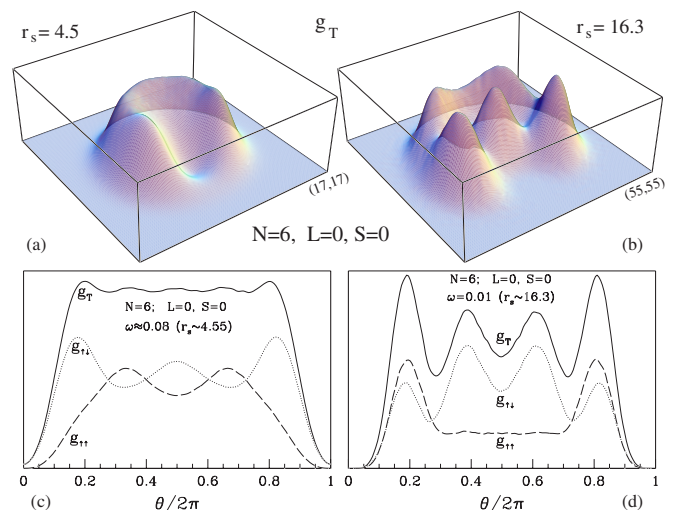 r_s = 4.5
g_T
r_s = 16.3
(17,17)
(55,55)
(a)
N=6, L=0, S=0
(b)
g_T
N=6; L=0, S=0
ω≈0.08 (r_s~4.55)
g_↑↓
g_↑↑
0 0.2 0.4 0.6 0.8 1
(c)
θ/2π
N=6; L=0, S=0
ω=0.01 (r_s~16.3)
g_T
g_↑↓
g_↑↑
0 0.2 0.4 0.6 0.8 1
θ/2π
(d)